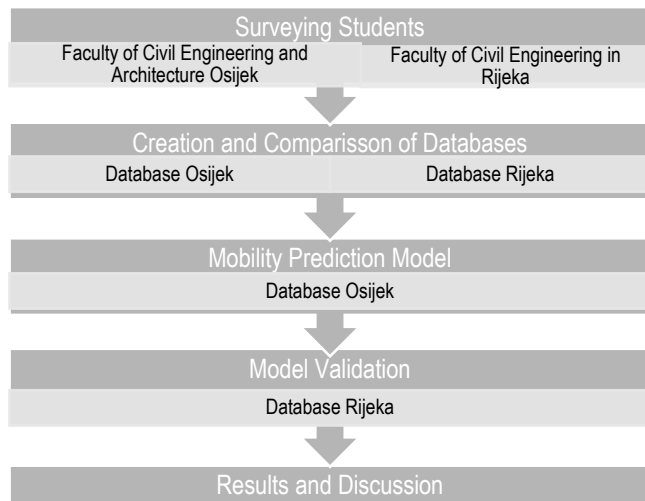 Surveying Students
Faculty of Civil Engineering and
Architecture Osijek
Faculty of Civil Engineering in
Rijeka
Creation and Comparisson of Databases
Database Osijek
Database Rijeka
Mobility Prediction Model
Database Osijek
Model Validation
Database Rijeka
Results and Discussion